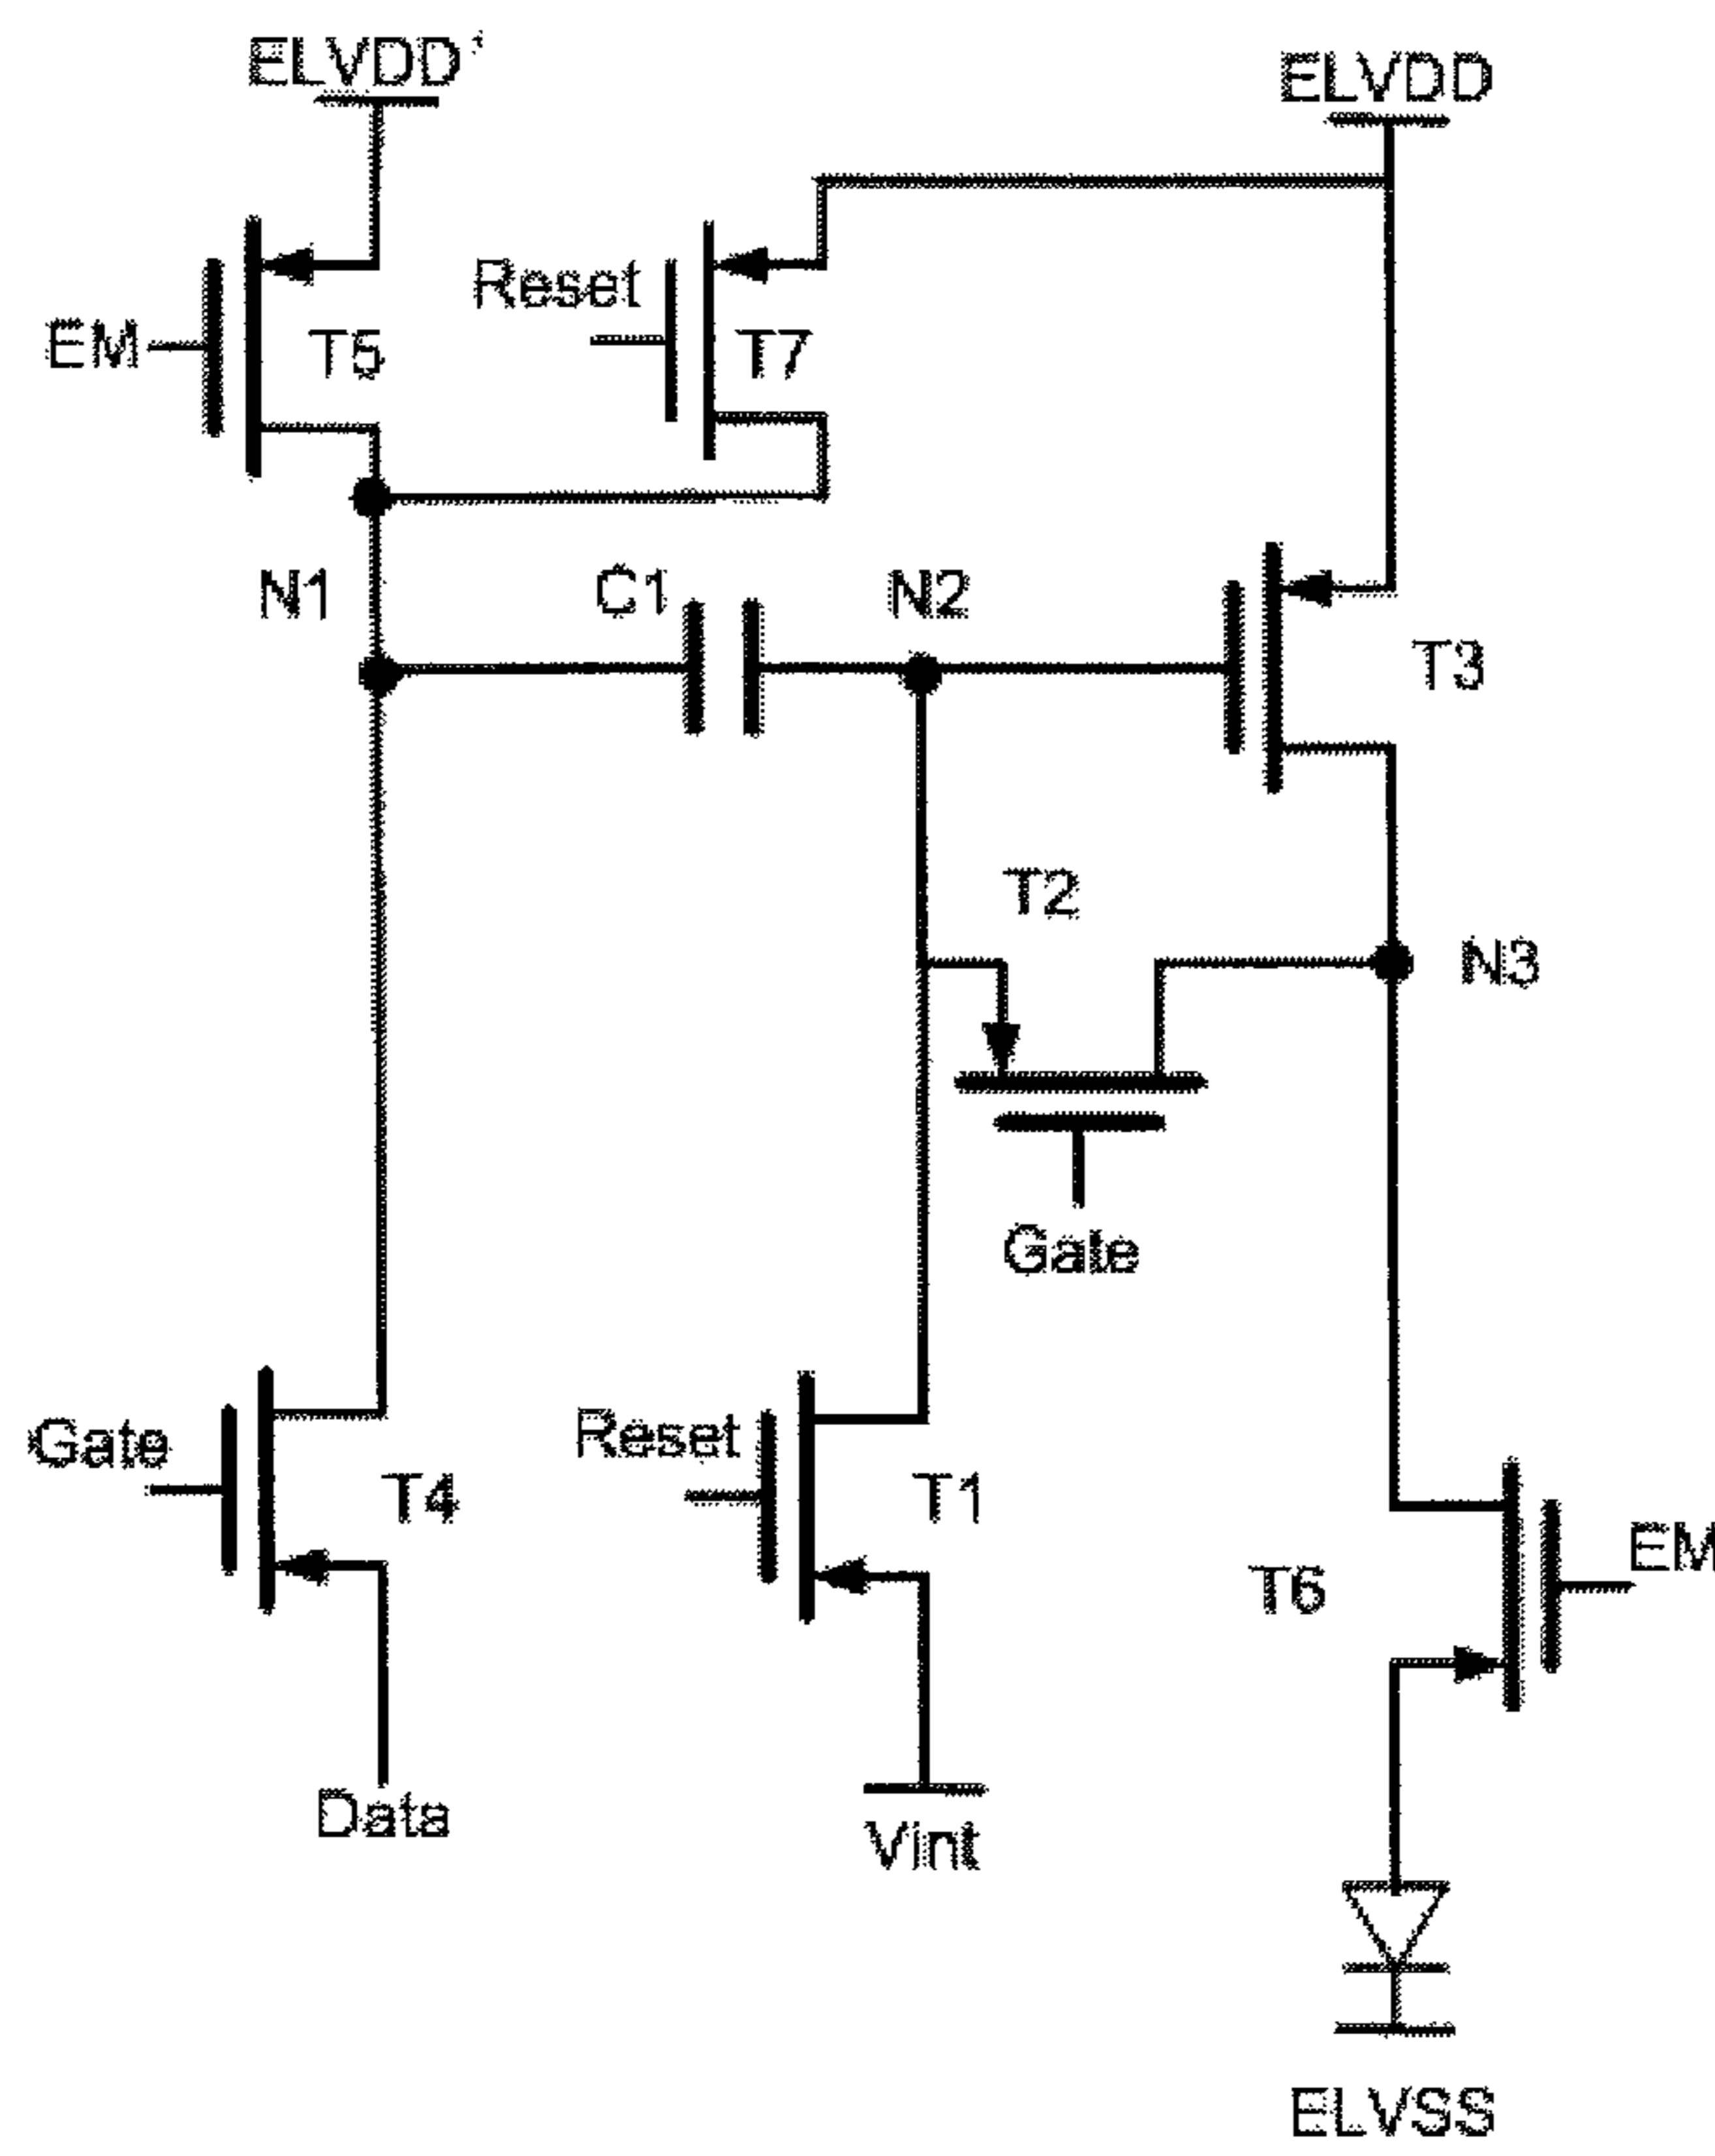 ELVDD'
ELVDD
Reset
EM
T5
T7
N1
C1
N2
T3
T2
N3
Gate
Gate
Reset
T4
T1
EM
T6
Data
Vint
ELVSS